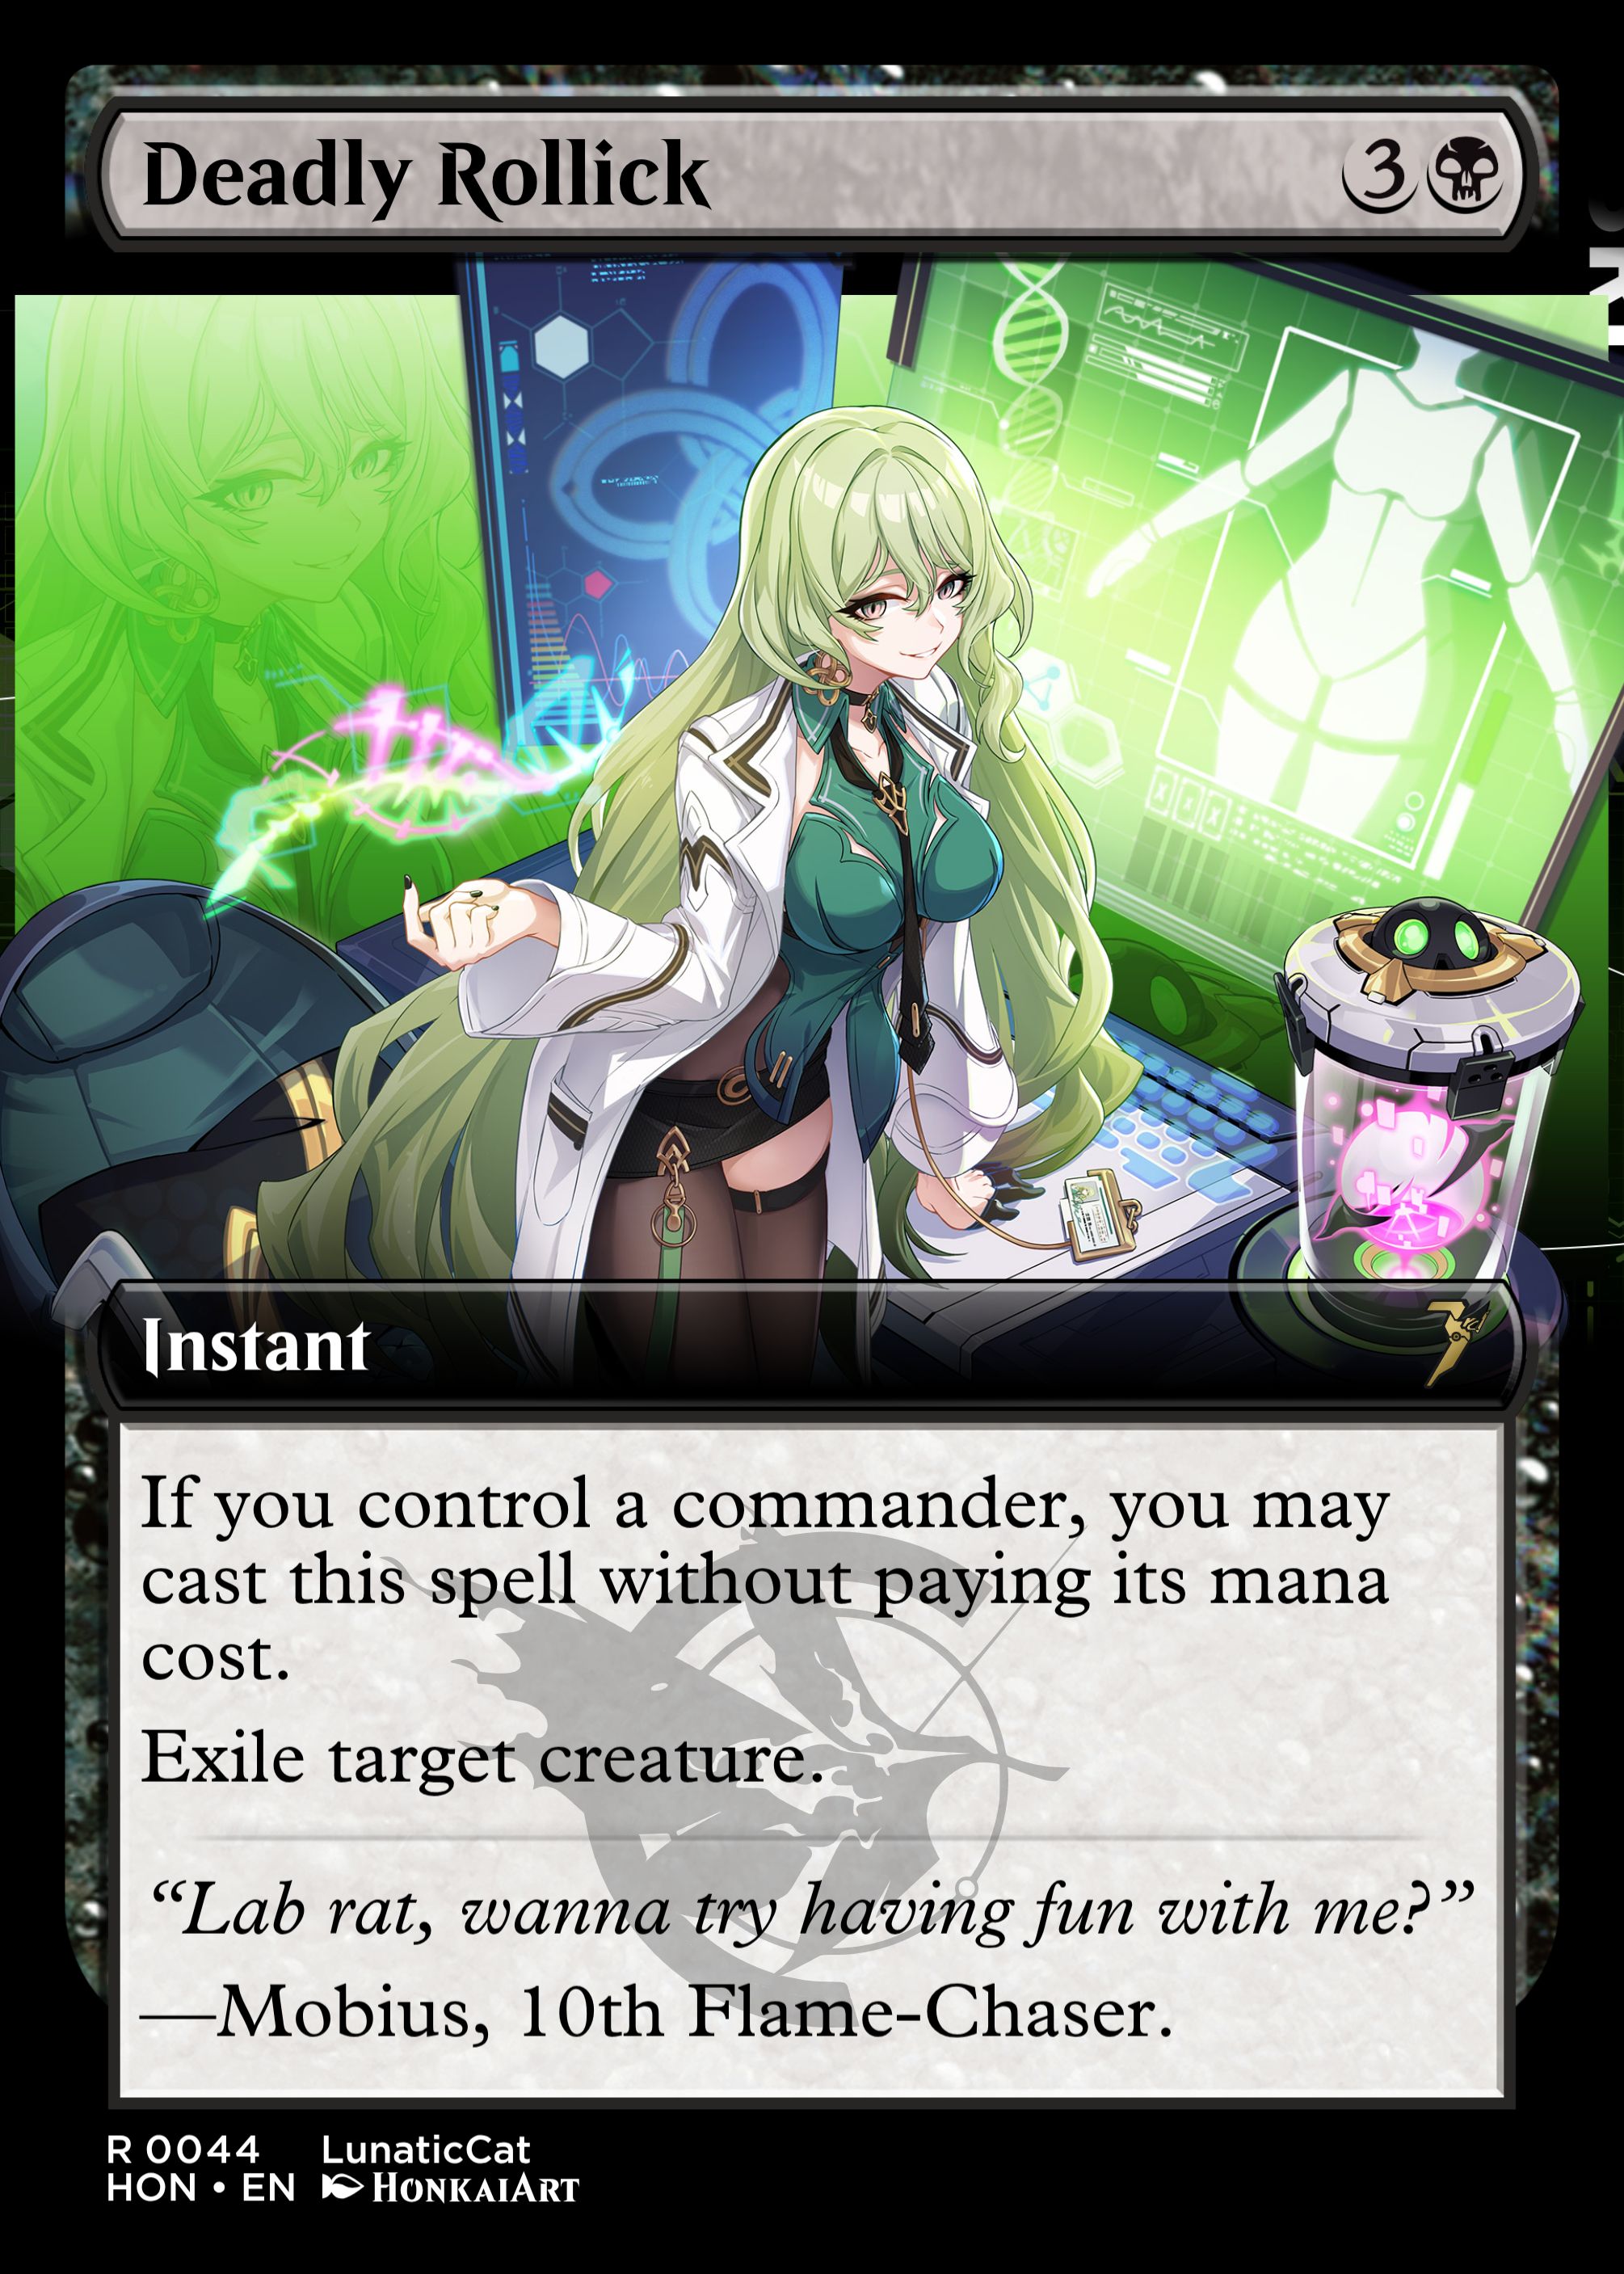 Deadly Rollick 3
Instant
If you control a commander, you may
cast this spell without paying its mana
cost.
Exile target creature.
“Lab rat, wanna try having fun with me?”
—Mobius, 10th Flame-Chaser.
R 0044 LunaticCat
HON • EN HONKAIART